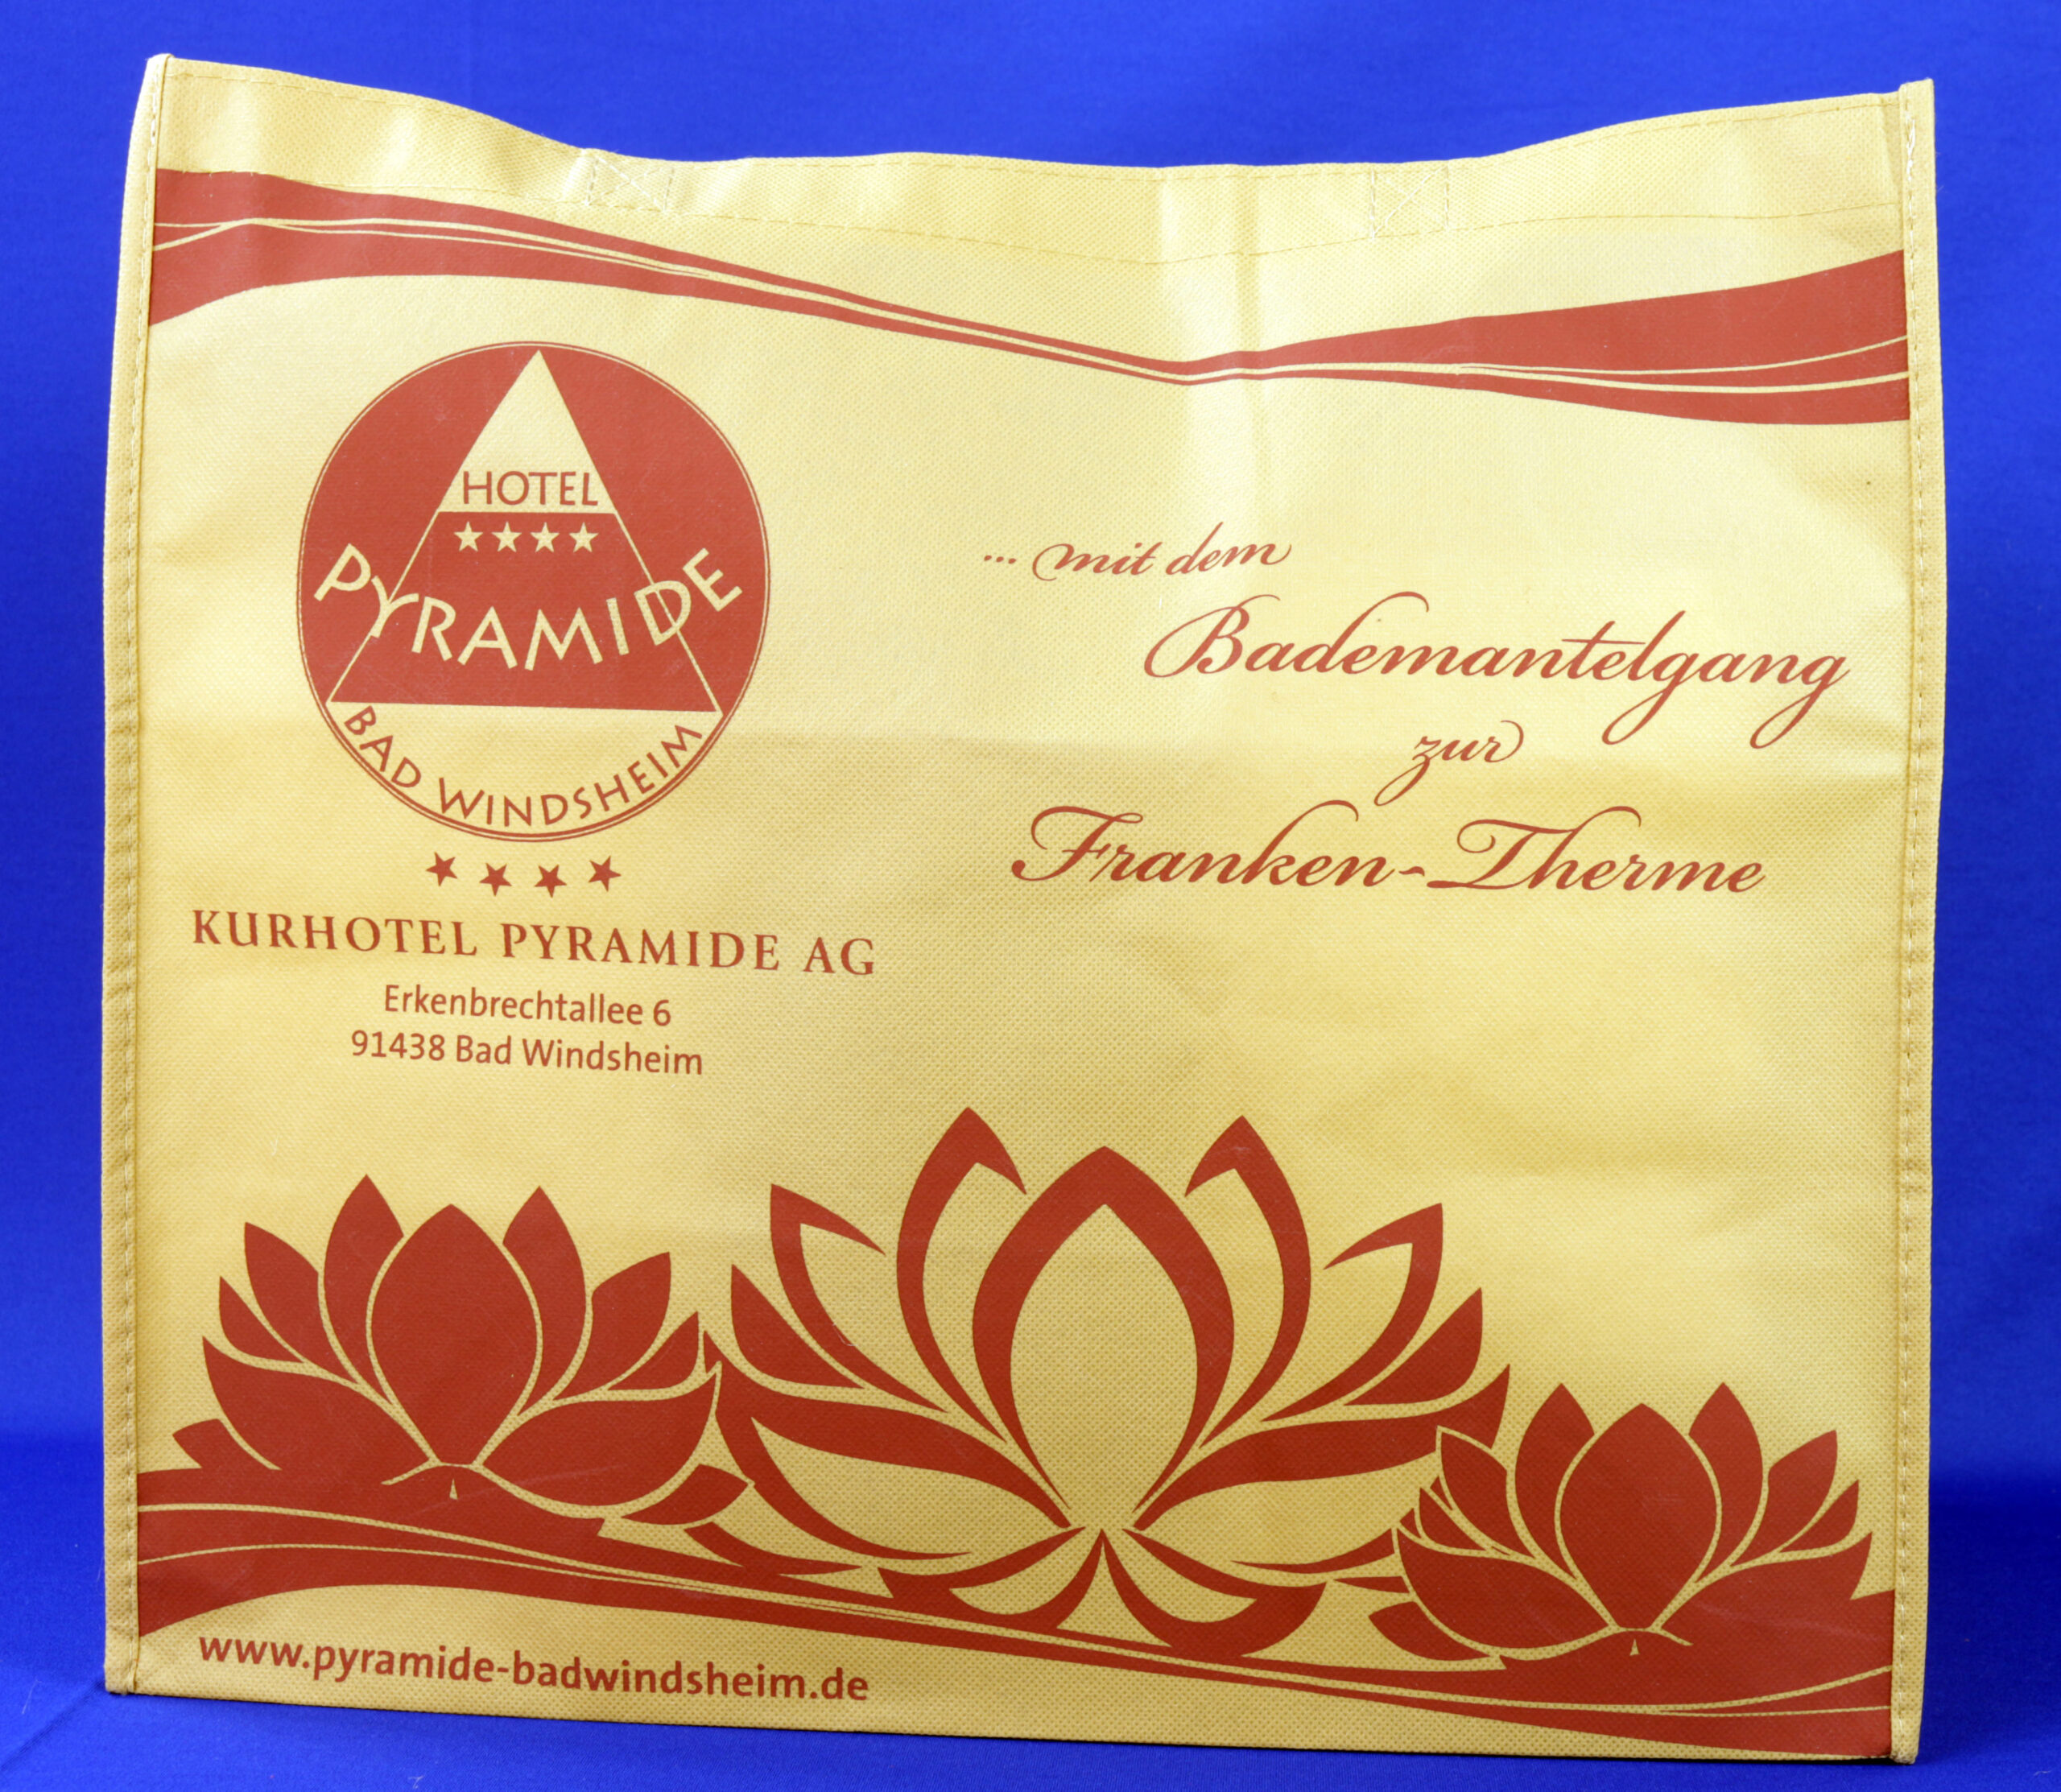 HOTEL
PYRAMIDE
BAD WINDSHEIM
KURHOTEL PYRAMIDE AG
Erkenbrechtallee 6
91438 Bad Windsheim
... mit dem
Bademantelgang
zur
Franken-Therme
www.pyramide-badwindsheim.de